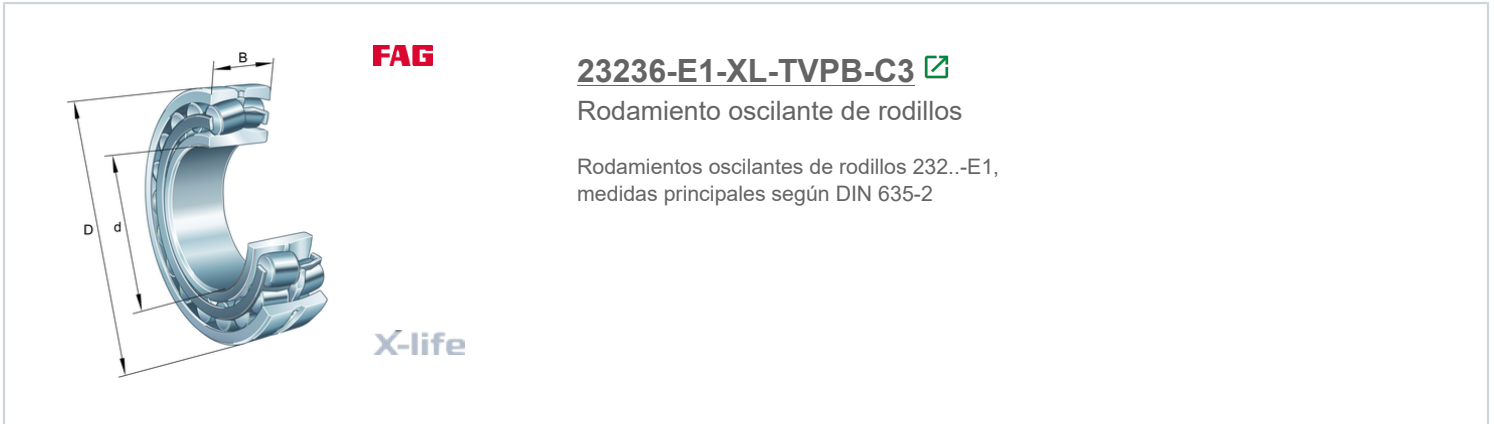 B
FAG
23236-E1-XL-TVPB-C3
Rodamiento oscilante de rodillos
Rodamientos oscilantes de rodillos 232..-E1,
medidas principales según DIN 635-2
D
d
X-life